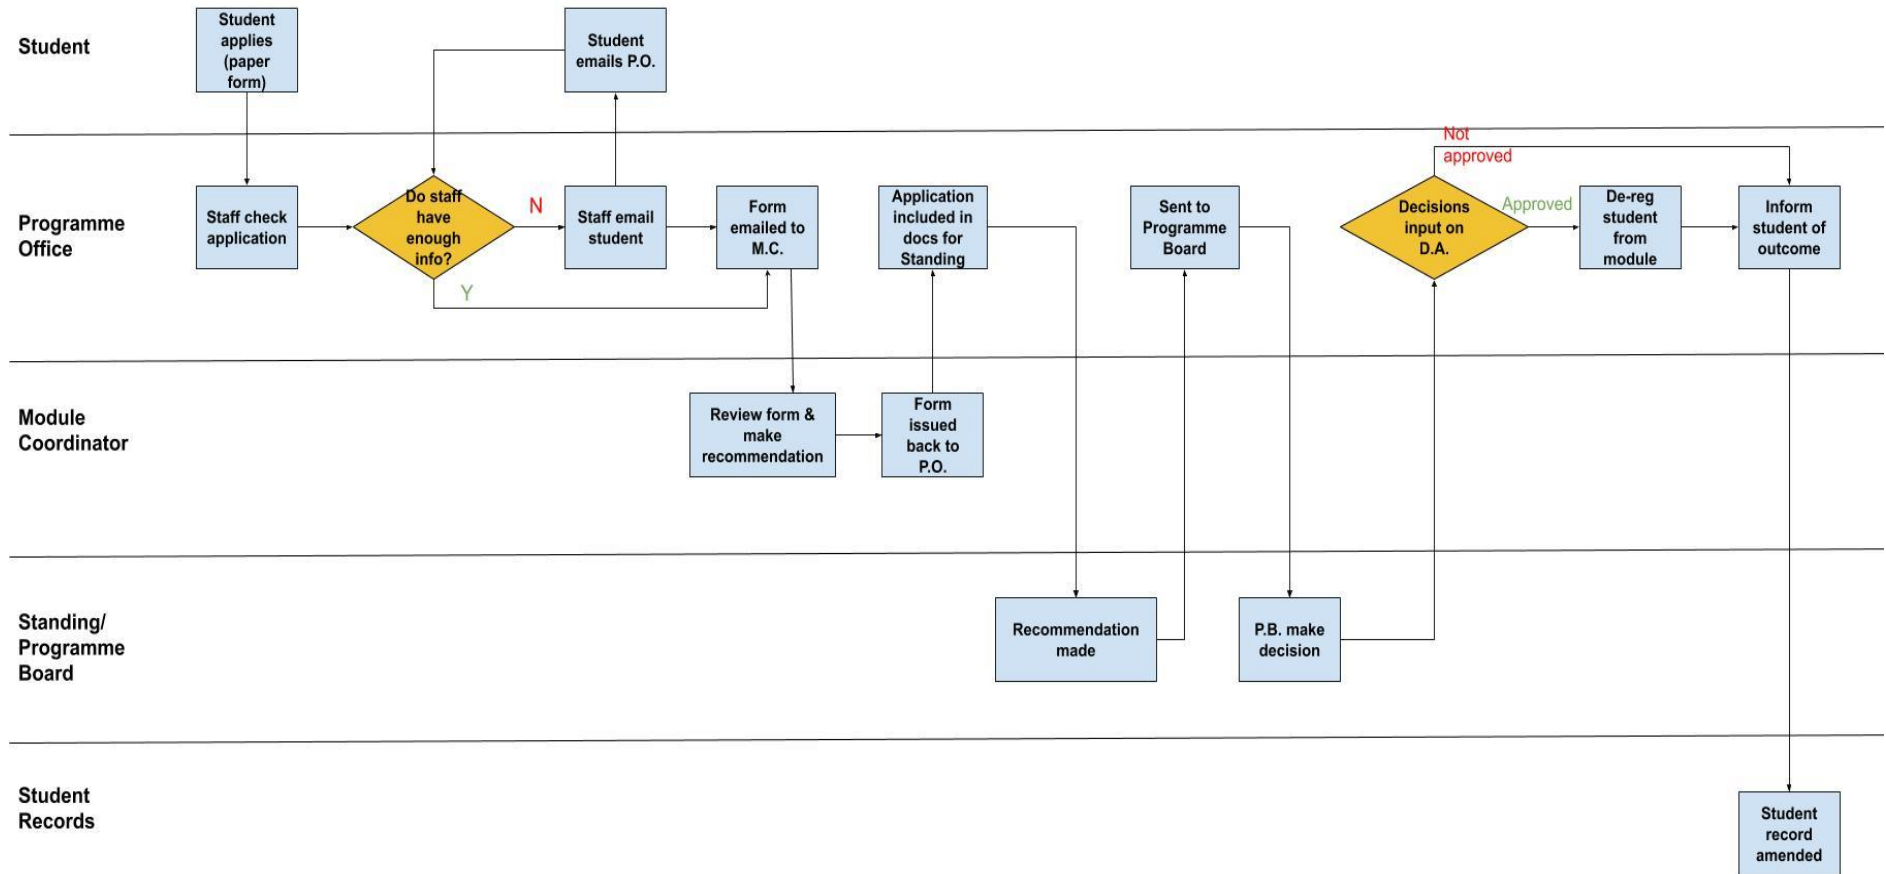 Student
Student
applies
(paper
form)
Student
emails P.O.
Programme
Office
Staff check
application
Do staff
have
enough
info?
N
Y
Staff email
student
Form
emailed to
M.C.
Application
included in
docs for
Standing
Sent to
Programme
Board
Not
approved
Decisions
input on
D.A.
Approved
De-reg
student
from
module
Inform
student of
outcome
Module
Coordinator
Review form &
make
recommendation
Form
issued
back to
P.O.
Standing/
Programme
Board
Recommendation
made
P.B. make
decision
Student
Records
Student
record
amended